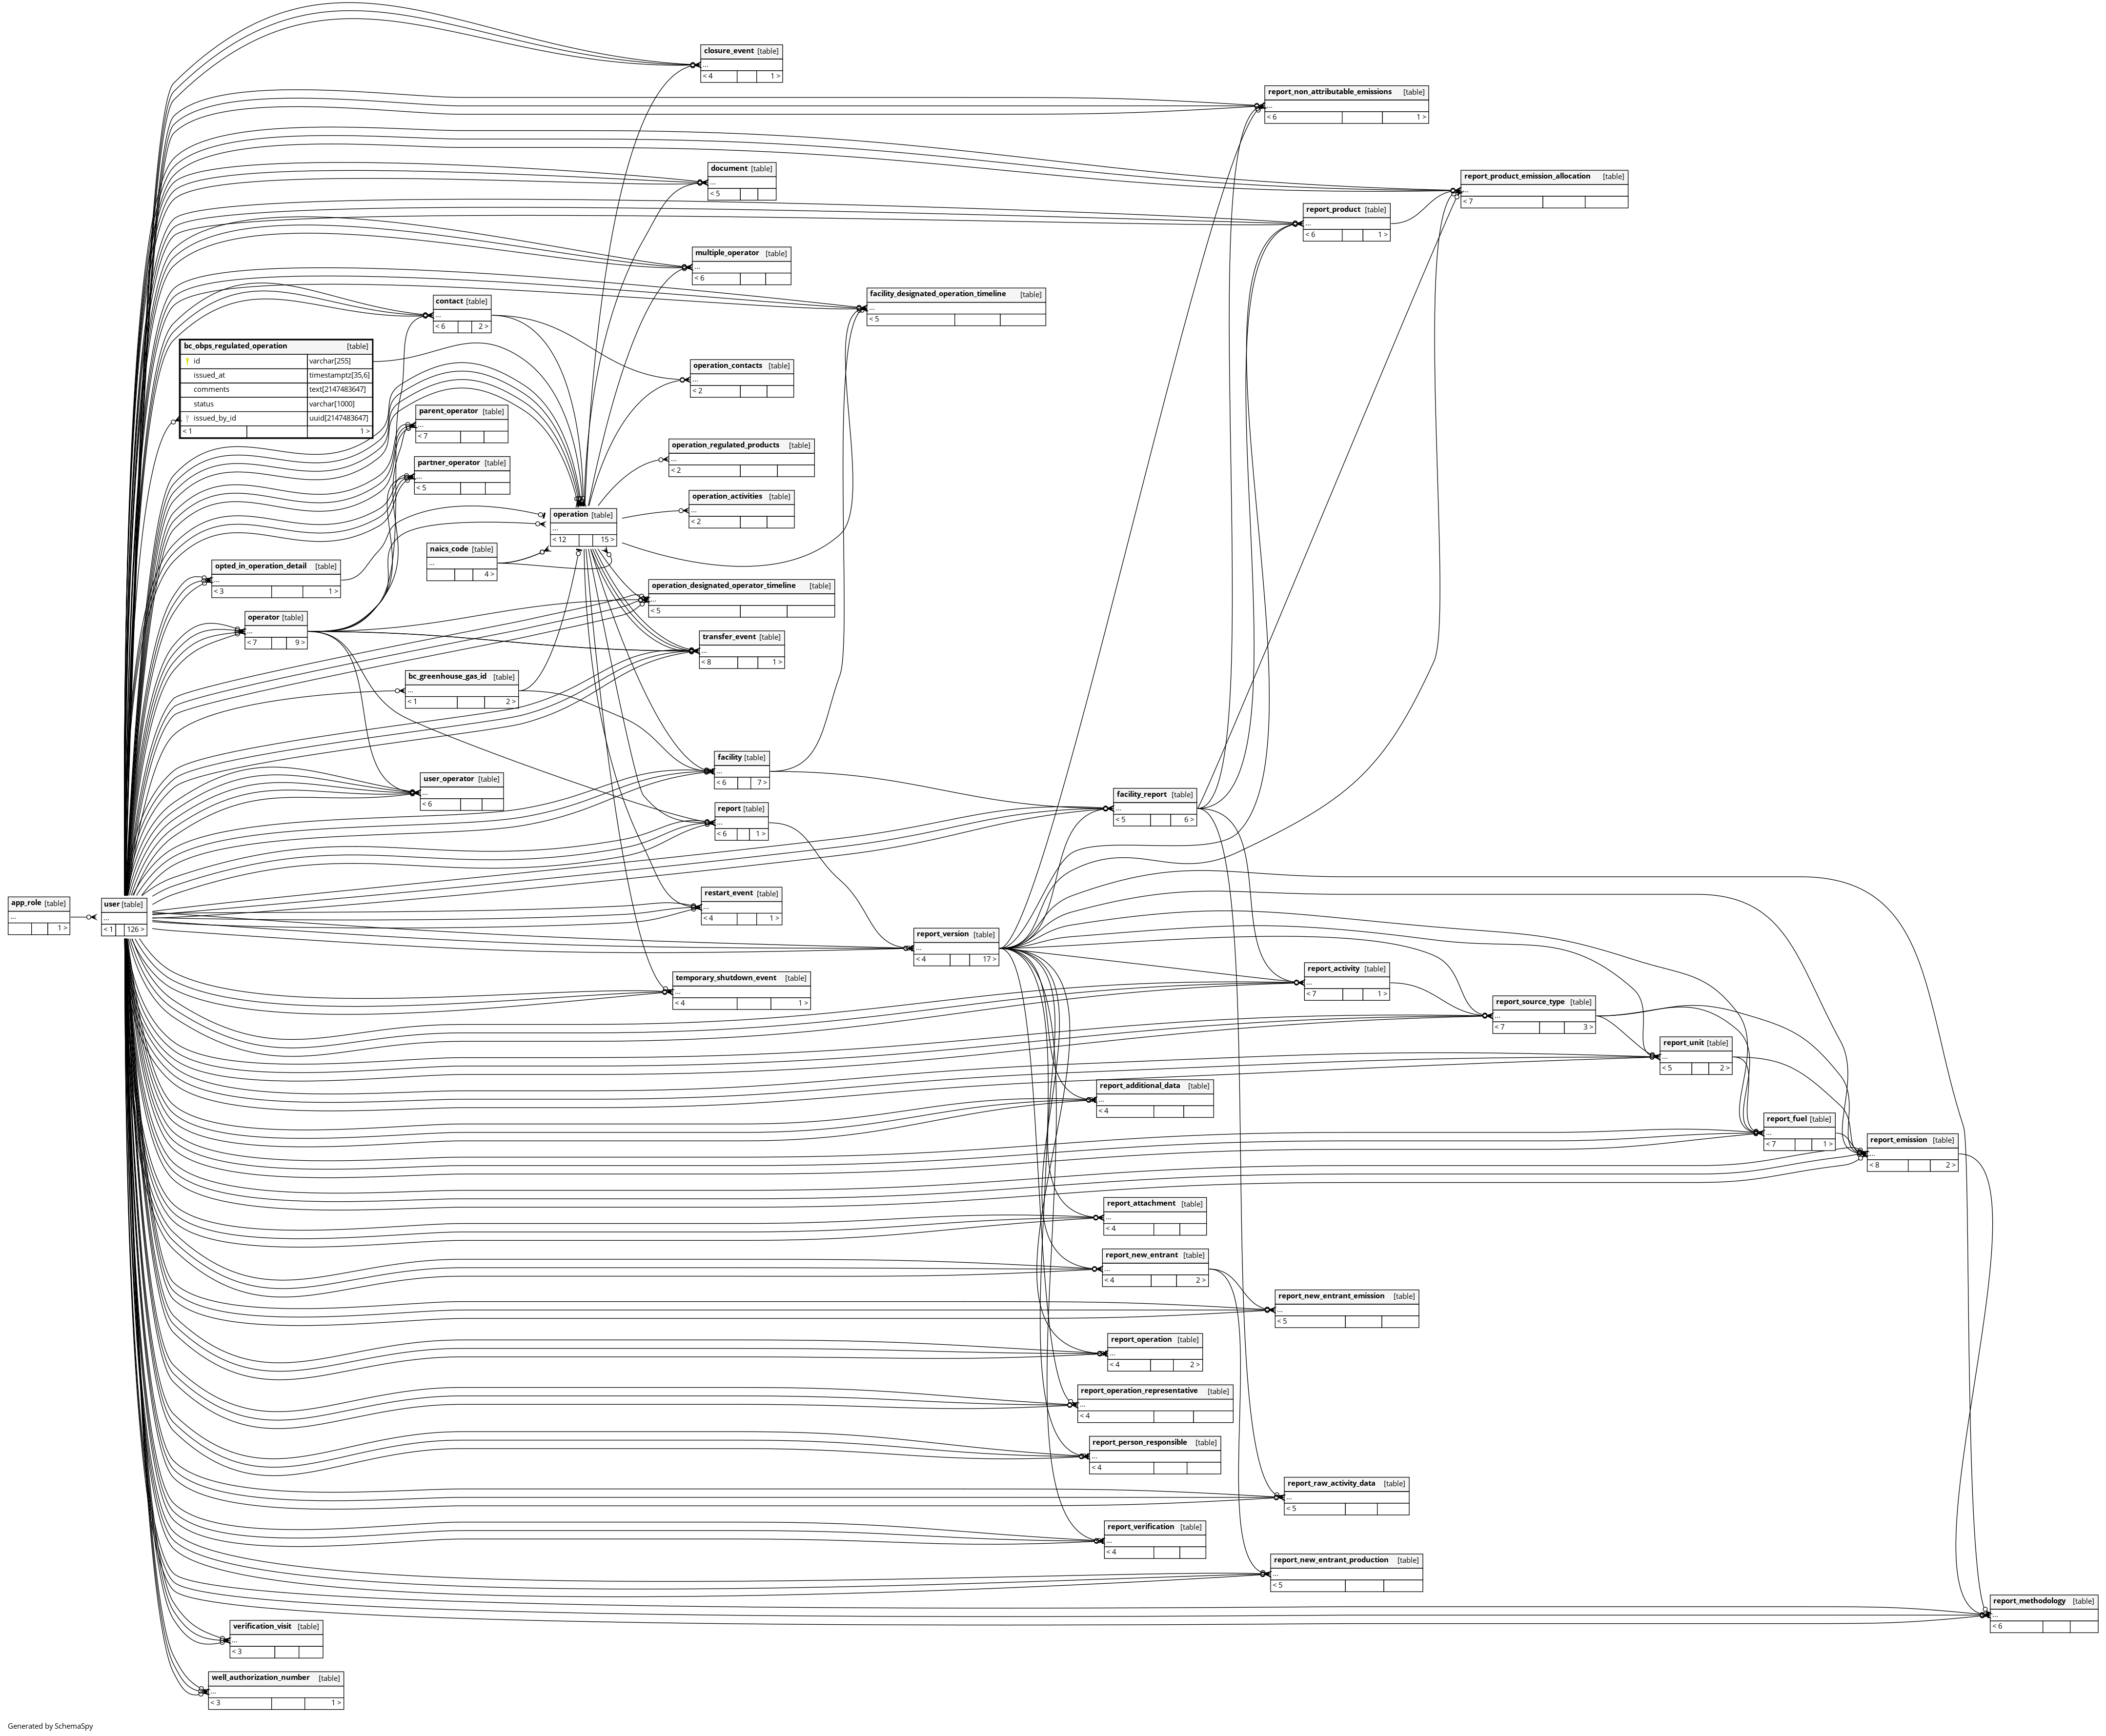 closure_event [table]
...
< 4 1 >
report_non_attributable_emissions [table]
...
< 6 1 >
document [table]
...
< 5
report_product_emission_allocation [table]
...
< 7
report_product [table]
...
< 6 1 >
multiple_operator [table]
...
< 6
facility_designated_operation_timeline [table]
...
< 5
contact [table]
...
< 6 2 >
bc_obps_regulated_operation [table]
id varchar[255]
issued_at timestamptz[35,6]
comments text[2147483647]
status varchar[1000]
issued_by_id uuid[2147483647]
< 1 1 >
operation_contacts [table]
...
< 2
parent_operator [table]
...
< 7
operation_regulated_products [table]
...
< 2
partner_operator [table]
...
< 5
operation_activities [table]
...
< 2
operation [table]
...
< 12 15 >
naics_code [table]
...
4 >
opted_in_operation_detail [table]
...
< 3 1 >
operation_designated_operator_timeline [table]
...
< 5
operator [table]
...
< 7 9 >
transfer_event [table]
...
< 8 1 >
bc_greenhouse_gas_id [table]
...
< 1 2 >
facility [table]
...
< 6 7 >
user_operator [table]
...
< 6
facility_report [table]
...
< 5 6 >
report [table]
...
< 6 1 >
restart_event [table]
...
< 4 1 >
app_role [table]
...
1 >
user [table]
...
< 1 126 >
report_version [table]
...
< 4 17 >
report_activity [table]
...
< 7 1 >
temporary_shutdown_event [table]
...
< 4 1 >
report_source_type [table]
...
< 7 3 >
report_unit [table]
...
< 5 2 >
report_additional_data [table]
...
< 4
report_fuel [table]
...
< 7 1 >
report_emission [table]
...
< 8 2 >
report_attachment [table]
...
< 4
report_new_entrant [table]
...
< 4 2 >
report_new_entrant_emission [table]
...
< 5
report_operation [table]
...
< 4 2 >
report_operation_representative [table]
...
< 4
report_person_responsible [table]
...
< 4
report_raw_activity_data [table]
...
< 5
report_verification [table]
...
< 4
report_new_entrant_production [table]
...
< 5
report_methodology [table]
...
< 6
verification_visit [table]
...
< 3
well_authorization_number [table]
...
< 3 1 >
Generated by SchemaSpy